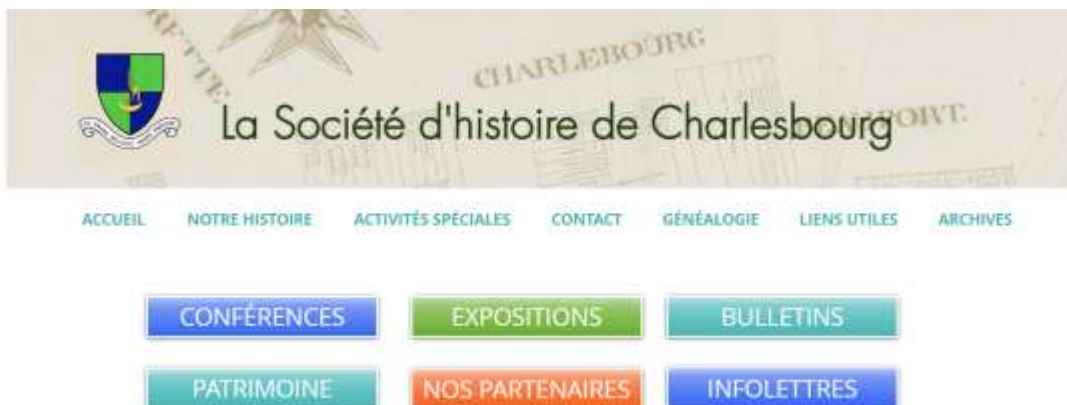 RETTE
CHARLEBOURG
La Société d'histoire de Charlesbourg
ACCUEIL NOTRE HISTOIRE ACTIVITÉS SPÉCIALES CONTACT GÉNÉALOGIE LIENS UTILES ARCHIVES
CONFÉRENCES EXPOSITIONS BULLETINS
PATRIMOINE NOS PARTENAIRES INFOLETTRES